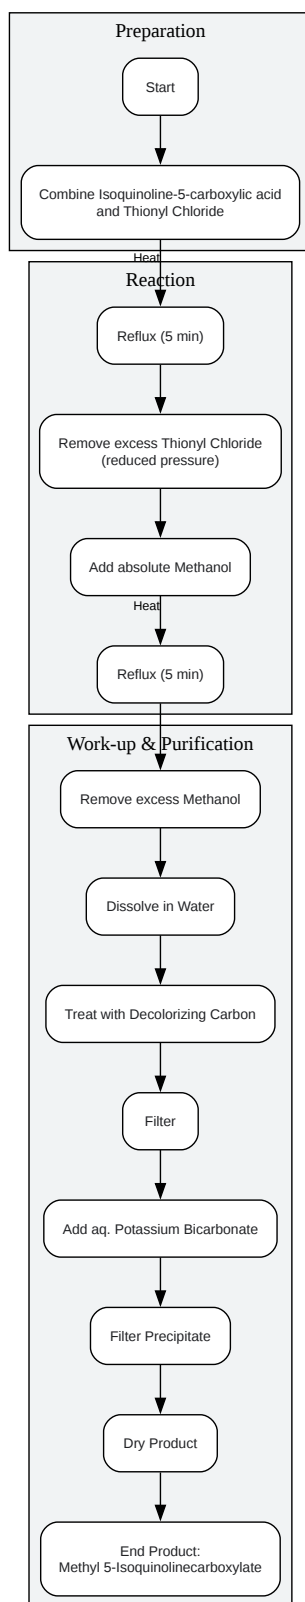 Preparation
Start
Combine Isoquinoline-5-carboxylic acid
and Thionyl Chloride
Heat
Reaction
Reflux (5 min)
Remove excess Thionyl Chloride
(reduced pressure)
Add absolute Methanol
Heat
Reflux (5 min)
Work-up & Purification
Remove excess Methanol
Dissolve in Water
Treat with Decolorizing Carbon
Filter
Add aq. Potassium Bicarbonate
Filter Precipitate
Dry Product
End Product:
Methyl 5-Isoquinolinecarboxylate